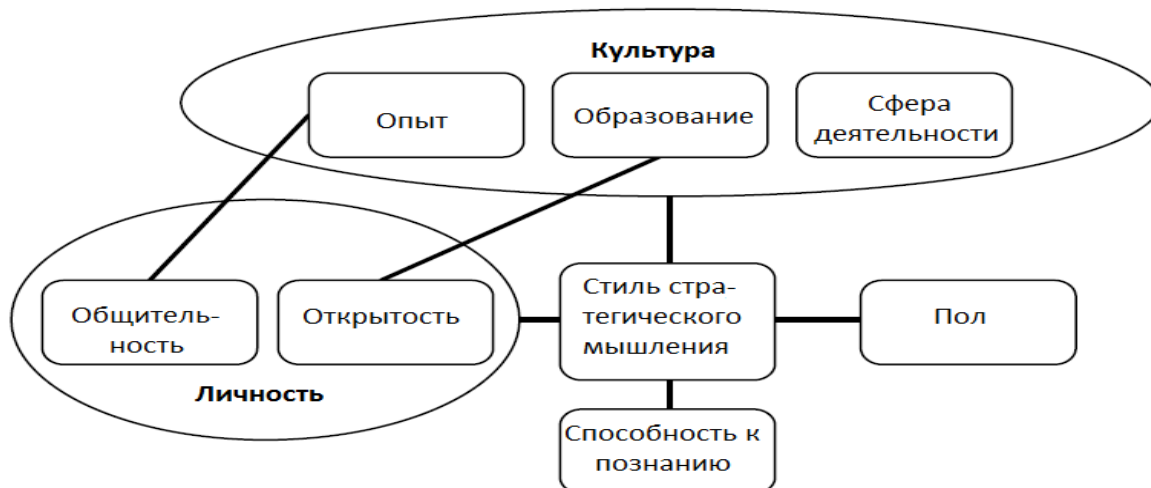 Культура
Опыт
Образование
Сфера
деятельности
Общитель-
ность
Открытость
Личность
Стиль стра-
тегического
мышления
Пол
Способность к
познанию